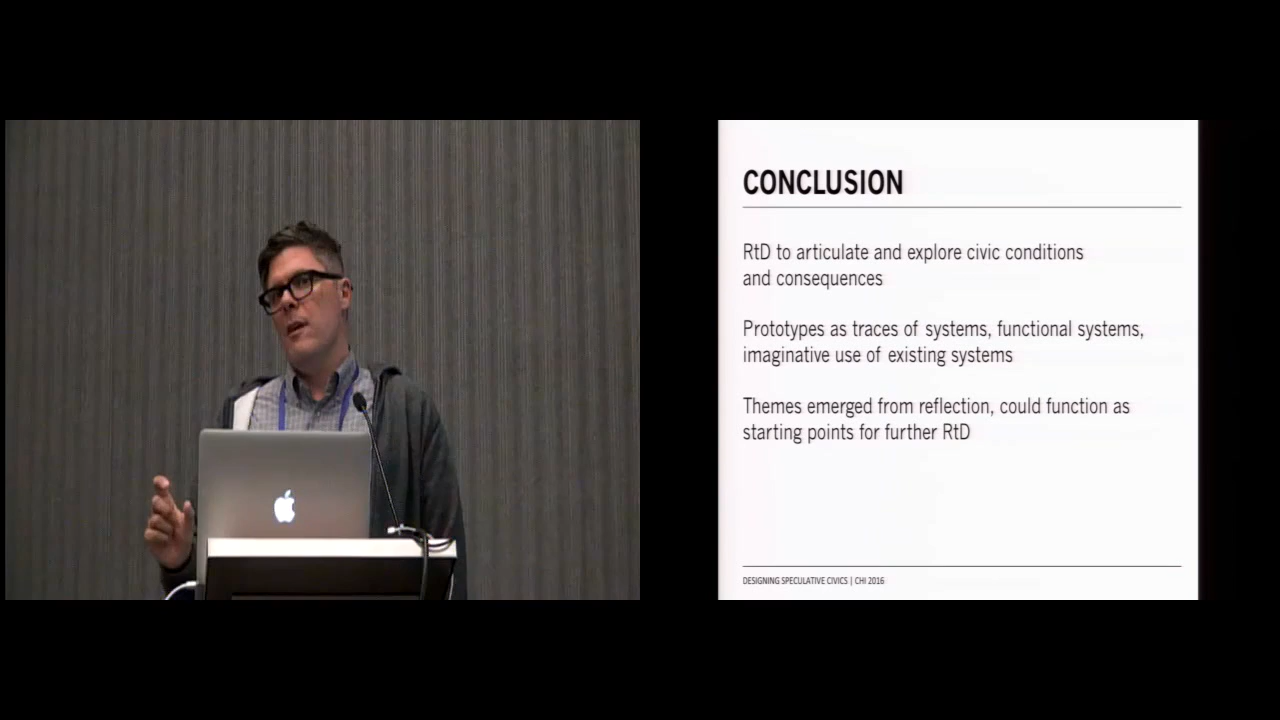 CONCLUSION
RtD to articulate and explore civic conditions
and consequences
Prototypes as traces of systems, functional systems,
imaginative use of existing systems
Themes emerged from reflection, could function as
starting points for further RtD
DESIGNING SPECULATIVE CIVICS | CHI 2016